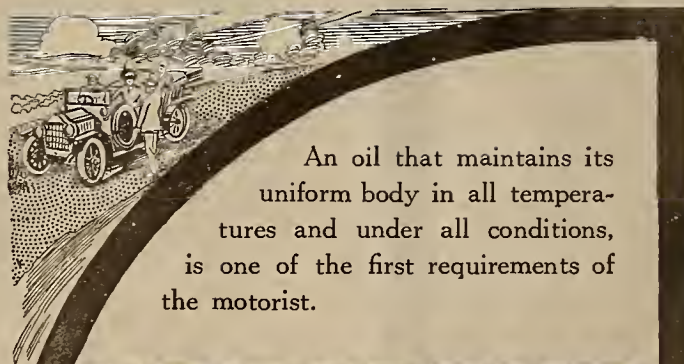 An oil that maintains its
uniform body in all tempera-
tures and under all conditions,
is one of the first requirements of
the motorist.